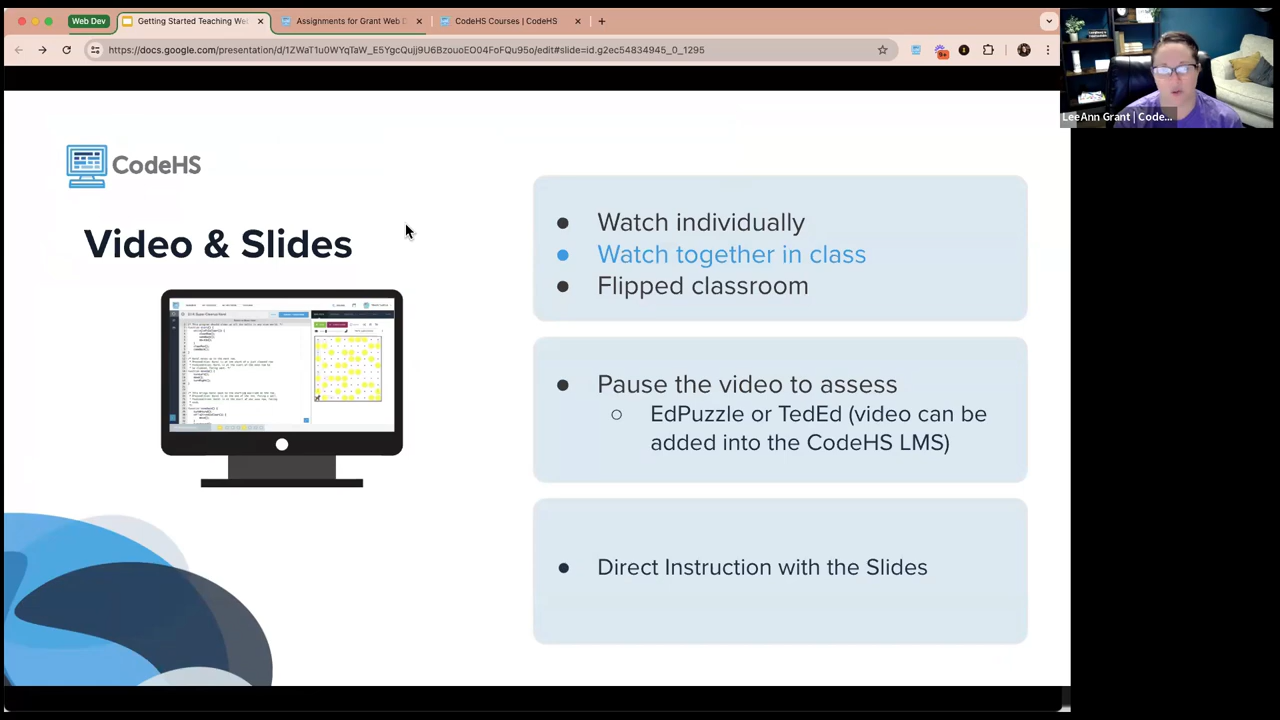 Web Dev
Getting Started Teaching We
Assignments for Grant Web D
CodeHS Courses | CodeHS
https://docs.google.com/presentation/d/1ZWaT1u0WYqTaW_E5YgcQujj9U6BzouoEO04FoFQu95o/edit#slide=id.g2ec54834945_0_1295
9+
LeeAnn Grant | Code...
CodeHS
Video & Slides
• Watch individually
• Watch together in class
• Flipped classroom
• Pause the video to assess
○ EdPuzzle or TedEd (video can be
added into the CodeHS LMS)
• Direct Instruction with the Slides